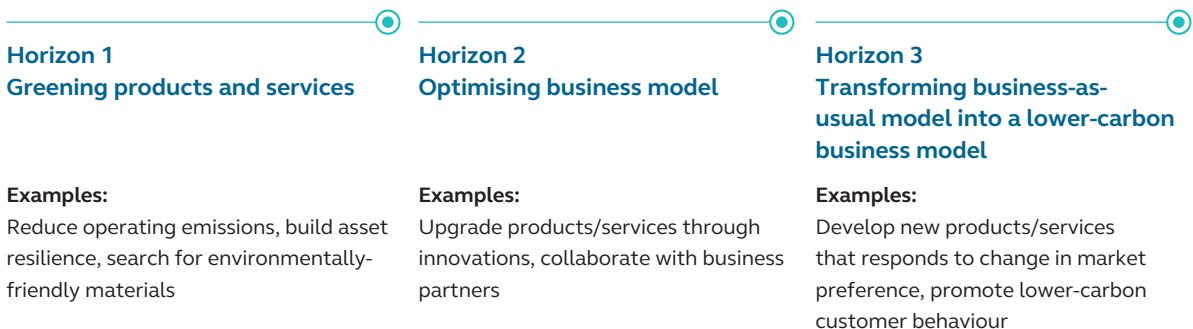 Horizon 1
Greening products and services
Examples:
Reduce operating emissions, build asset
resilience, search for environmentally-
friendly materials
Horizon 2
Optimising business model
Examples:
Upgrade products/services through
innovations, collaborate with business
partners
Horizon 3
Transforming business-as-
usual model into a lower-carbon
business model
Examples:
Develop new products/services
that responds to change in market
preference, promote lower-carbon
customer behaviour